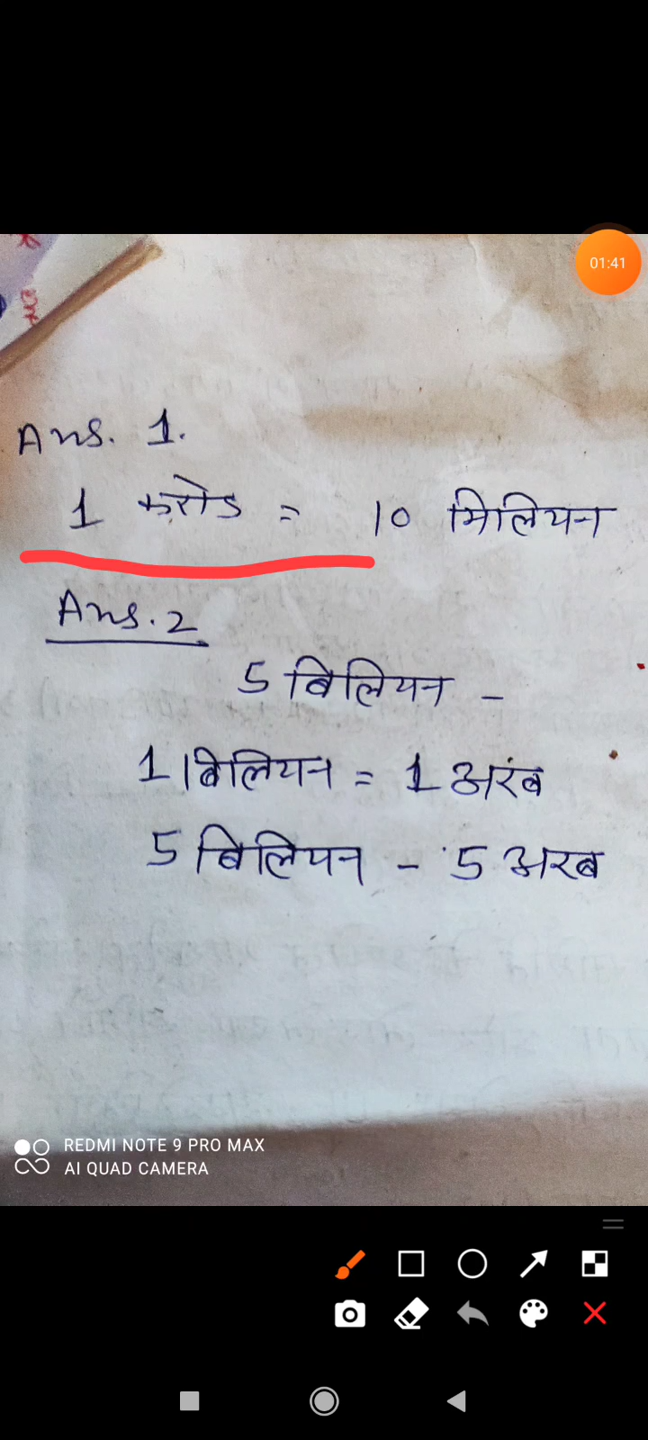 01:41
Ans. 1.
1 करोड = 10 मिलियन
Ans. 2
5 बिलियन -
1 बिलियन = 1 अरंब
5 बिलियन - 5 अरब
REDMI NOTE 9 PRO MAX
AI QUAD CAMERA